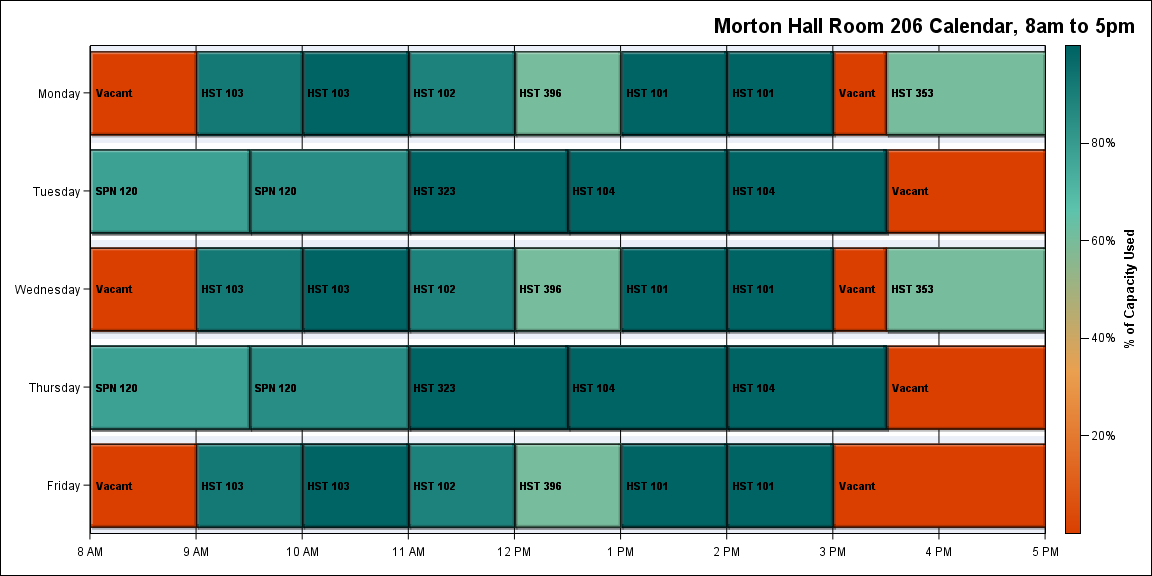 Morton Hall Room 206 Calendar, 8am to 5pm
Monday
Vacant
HST 103
HST 103
HST 102
HST 396
HST 101
HST 101
Vacant
HST 353
Tuesday
SPN 120
SPN 120
HST 323
HST 104
HST 104
Vacant
Wednesday
Vacant
HST 103
HST 103
HST 102
HST 396
HST 101
HST 101
Vacant
HST 353
Thursday
SPN 120
SPN 120
HST 323
HST 104
HST 104
Vacant
Friday
Vacant
HST 103
HST 103
HST 102
HST 396
HST 101
HST 101
Vacant
8 AM
9 AM
10 AM
11 AM
12 PM
1 PM
2 PM
3 PM
4 PM
5 PM
80%
60%
40%
20%
% of Capacity Used